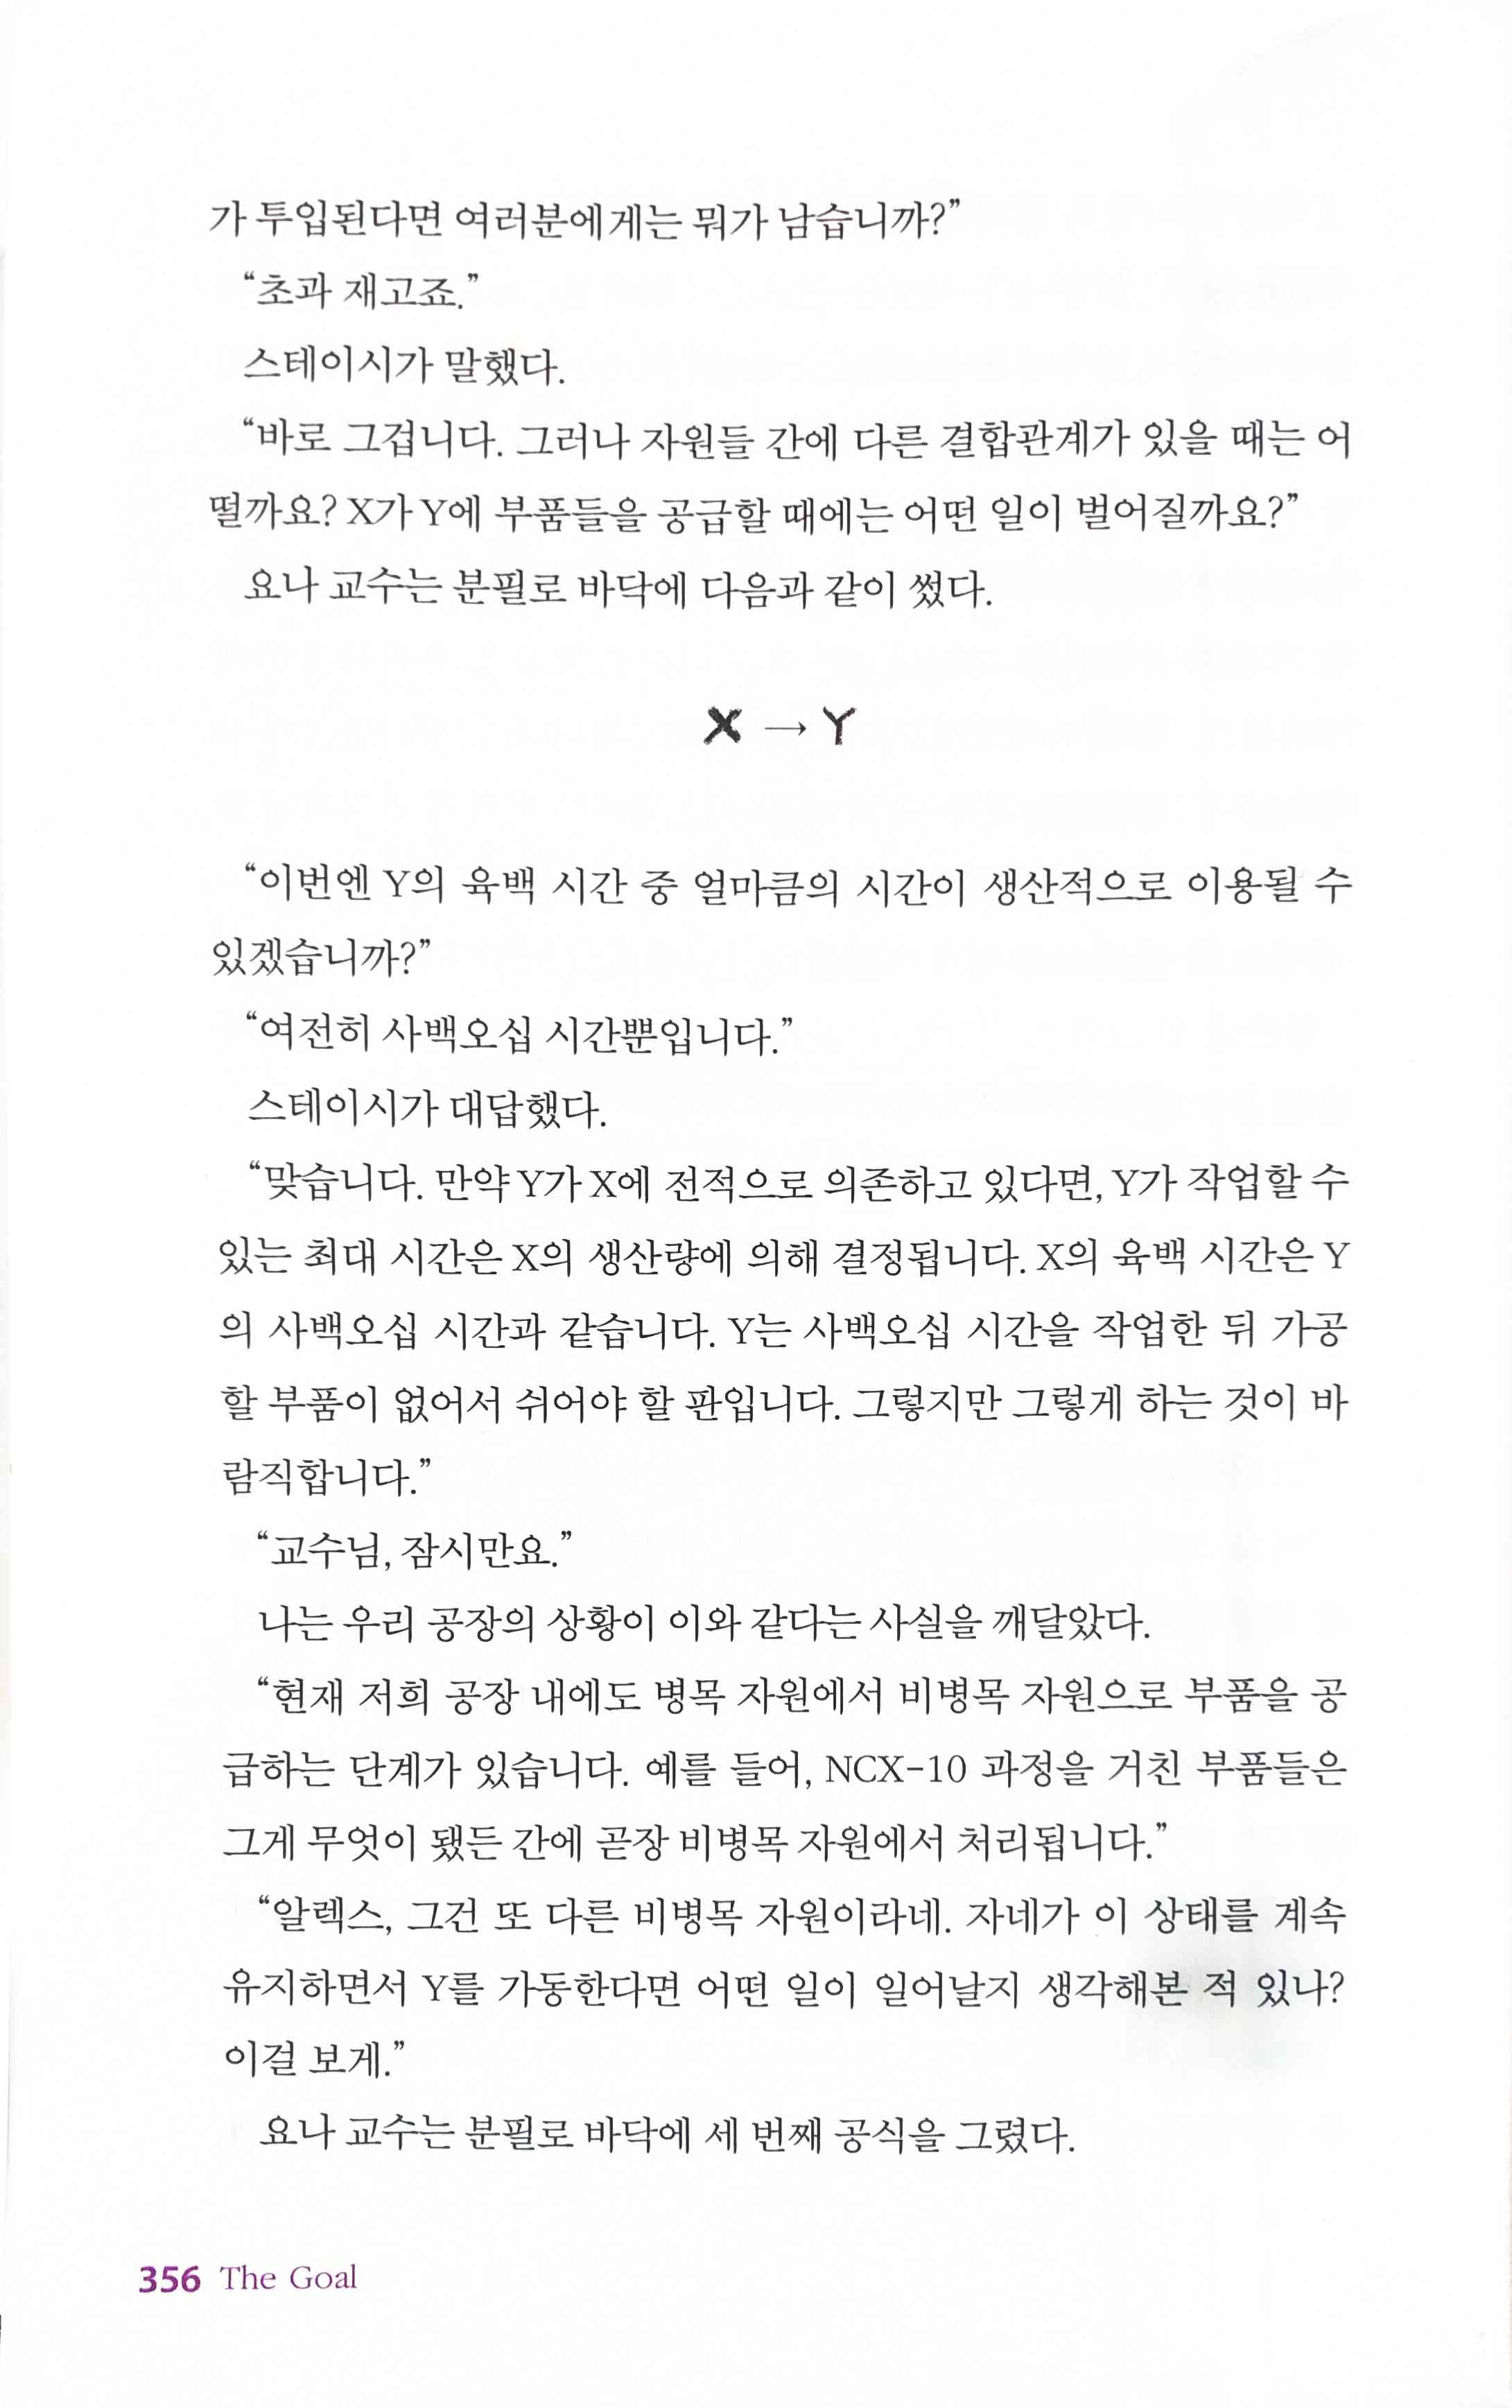 가 투입된다면 여러분에게는 뭐가 남습니까?”
“초과 재고죠.”
스테이시가 말했다.
“바로 그겁니다. 그러나 자원들 간에 다른 결합관계가 있을 때는 어
떨까요? X가 Y에 부품들을 공급할 때에는 어떤 일이 벌어질까요?”
요나 교수는 분필로 바닥에 다음과 같이 썼다.
X → Y
“이번엔 Y의 육백 시간 중 얼마큼의 시간이 생산적으로 이용될 수
있겠습니까?”
“여전히 사백오십 시간뿐입니다.”
스테이시가 대답했다.
“맞습니다. 만약 Y가 X에 전적으로 의존하고 있다면, Y가 작업할 수
있는 최대 시간은 X의 생산량에 의해 결정됩니다. X의 육백 시간은 Y
의 사백오십 시간과 같습니다. Y는 사백오십 시간을 작업한 뒤 가공
할 부품이 없어서 쉬어야 할 판입니다. 그렇지만 그렇게 하는 것이 바
람직합니다.”
“교수님, 잠시만요.”
나는 우리 공장의 상황이 이와 같다는 사실을 깨달았다.
“현재 저희 공장 내에도 병목 자원에서 비병목 자원으로 부품을 공
급하는 단계가 있습니다. 예를 들어, NCX-10 과정을 거친 부품들은
그게 무엇이 됐든 간에 곧장 비병목 자원에서 처리됩니다.”
“알렉스, 그건 또 다른 비병목 자원이라네. 자네가 이 상태를 계속
유지하면서 Y를 가동한다면 어떤 일이 일어날지 생각해본 적 있나?
이걸 보게.”
요나 교수는 분필로 바닥에 세 번째 공식을 그렸다.
356 The Goal